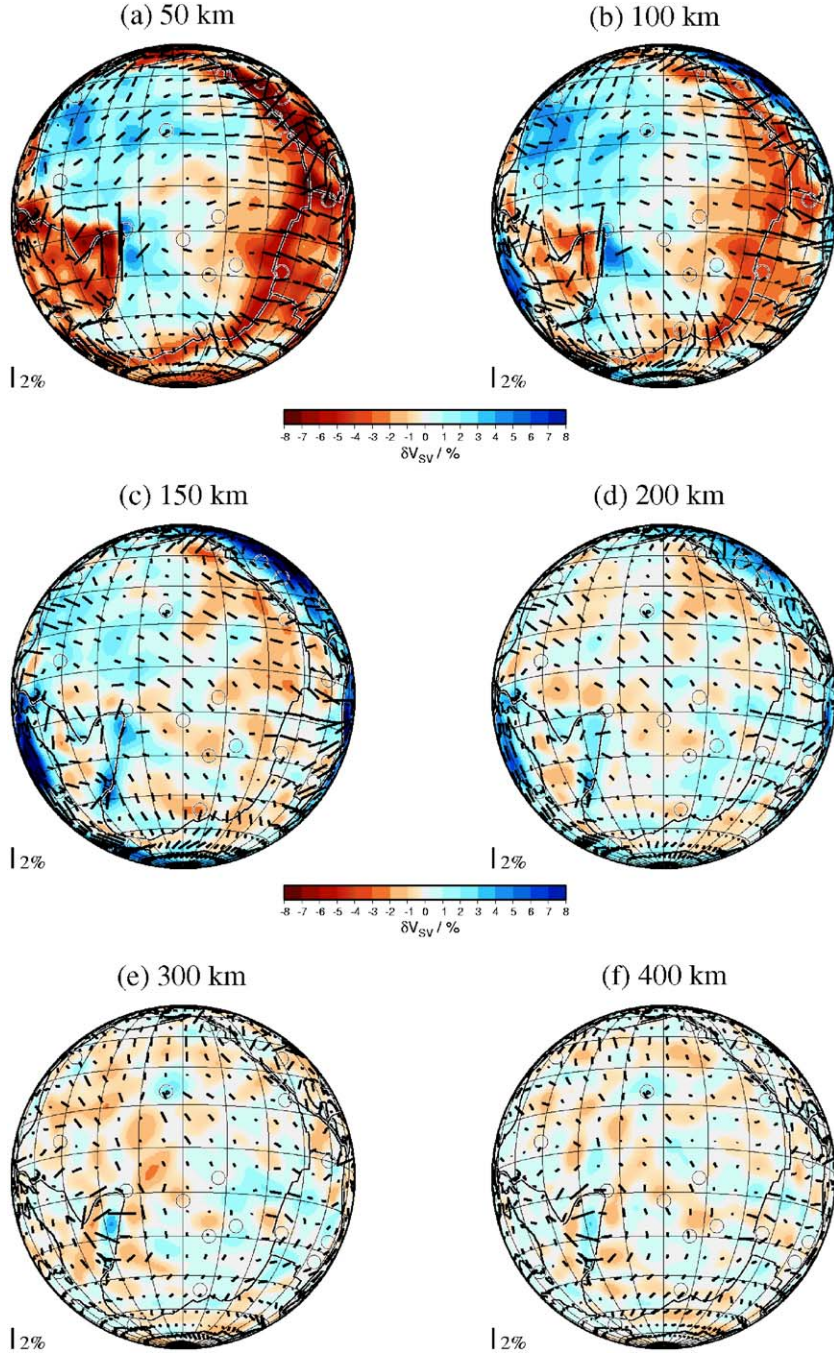 (a) 50 km
(b) 100 km
2%
2%
-8 -7 -6 -5 -4 -3 -2 -1 0 1 2 3 4 5 6 7 8
δV_SV / %
(c) 150 km
(d) 200 km
2%
2%
-8 -7 -6 -5 -4 -3 -2 -1 0 1 2 3 4 5 6 7 8
δV_SV / %
(e) 300 km
(f) 400 km
2%
2%